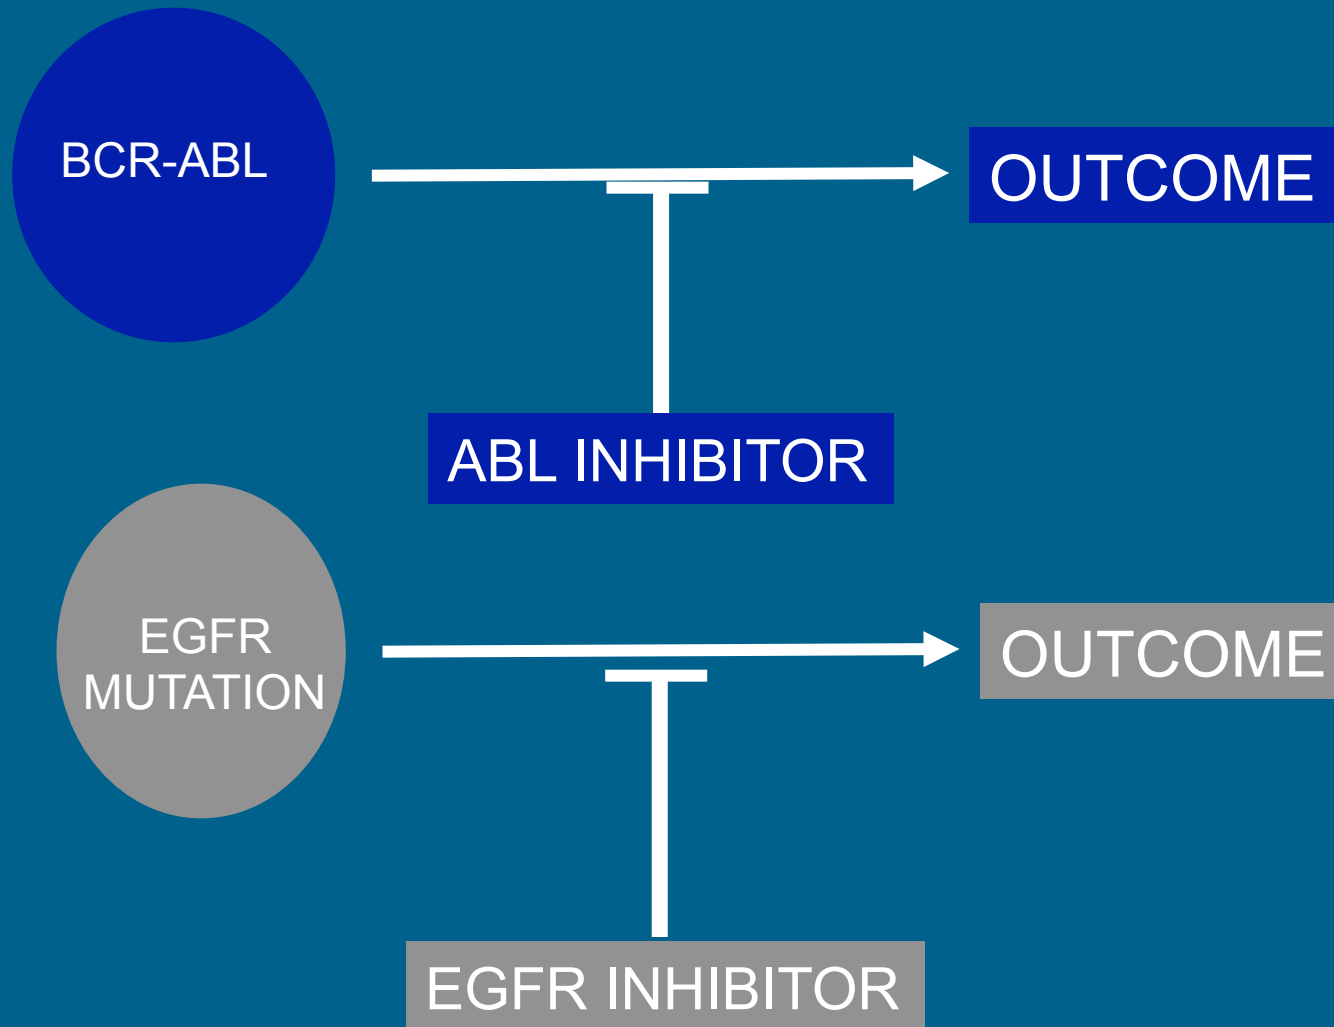 BCR-ABL
OUTCOME
ABL INHIBITOR
EGFR
MUTATION
OUTCOME
EGFR INHIBITOR